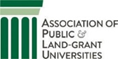 ASSOCIATION OF
PUBLIC &
LAND-GRANT
UNIVERSITIES